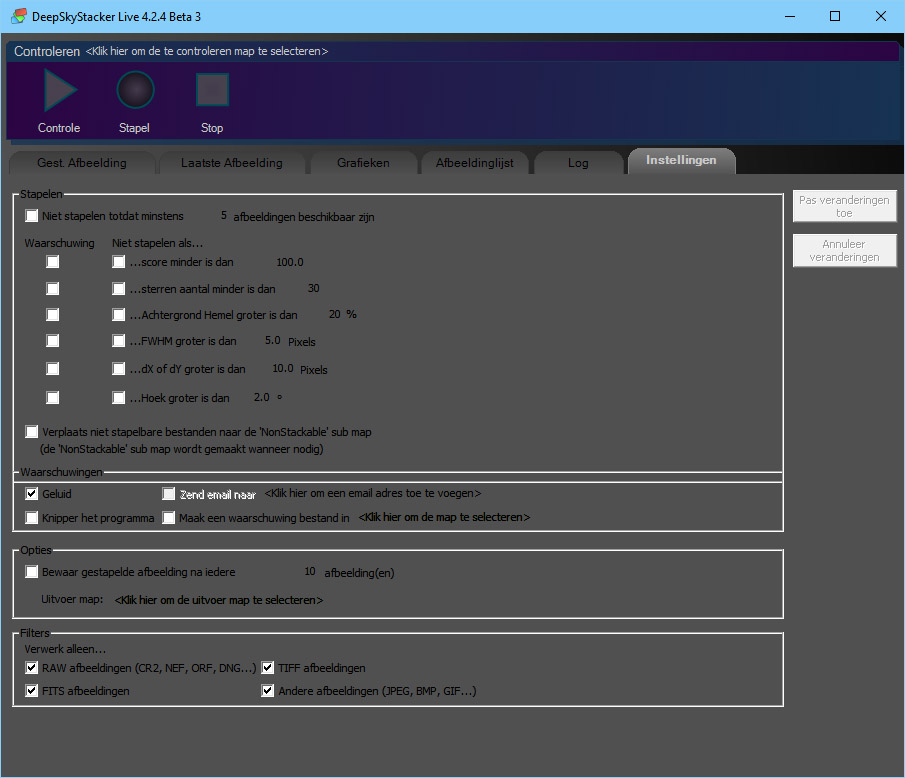 DeepSkyStacker Live 4.2.4 Beta 3
Controleren <Klik hier om de te controleren map te selecteren>
Controle Stapel Stop
Gest. Afbeelding Laatste Afbeelding Grafieken Afbeeldinglijst Log Instellingen
Stapelen
Niet stapelen totdat minstens 5 afbeeldingen beschikbaar zijn
Waarschuwing Niet stapelen als...
...score minder is dan 100.0
...sterren aantal minder is dan 30
...Achtergrond Hemel groter is dan 20 %
...FWHM groter is dan 5.0 Pixels
...dX of dY groter is dan 10.0 Pixels
...Hoek groter is dan 2.0 °
Verplaats niet stapelbare bestanden naar de 'NonStackable' sub map
(de 'NonStackable' sub map wordt gemaakt wanneer nodig)
Waarschuwingen
Geluid Zend email naar <Klik hier om een email adres toe te voegen>
Knipper het programma Maak een waarschuwing bestand in <Klik hier om de map te selecteren>
Opties
Bewaar gestapelde afbeelding na iedere 10 afbeelding(en)
Uitvoer map: <Klik hier om de uitvoer map te selecteren>
Filters
Verwerk alleen...
RAW afbeeldingen (CR2, NEF, ORF, DNG...) TIFF afbeeldingen
FITS afbeeldingen Andere afbeeldingen (JPEG, BMP, GIF...)
Pas veranderingen
toe
Annuleer
veranderingen